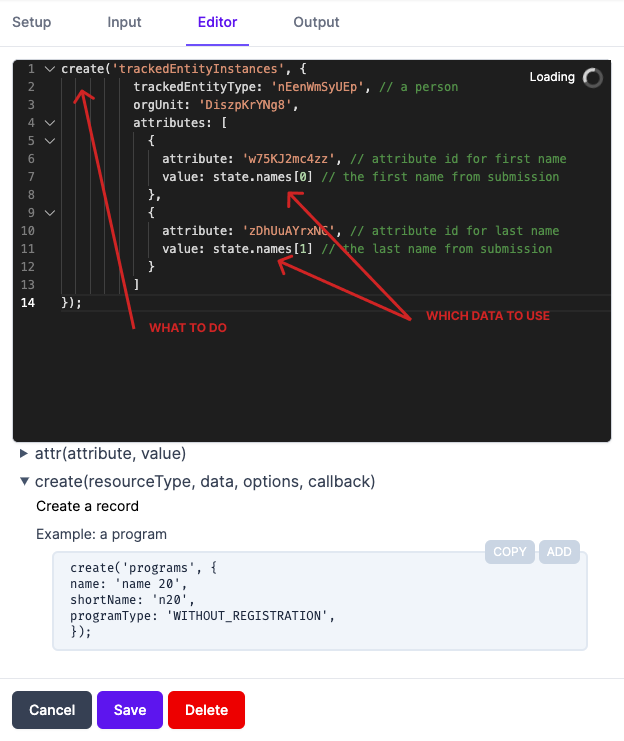 Setup Input Editor Output
1 create('trackedEntityInstances', {
Loading
2 trackedEntityType: 'nEenWmSyUEp', // a person
3 orgUnit: 'DiszpKrYNg8',
4 attributes: [
5 {
6 attribute: 'w75KJ2mc4zz', // attribute id for first name
7 value: state.names[0] // the first name from submission
8 },
9 {
10 attribute: 'zDhUuAYrxNC', // attribute id for last name
11 value: state.names[1] // the last name from submission
12 }
13 ]
14 });
WHAT TO DO
WHICH DATA TO USE
attr(attribute, value)
create(resourceType, data, options, callback)
Create a record
Example: a program
COPY ADD
create('programs', {
name: 'name 20',
shortName: 'n20',
programType: 'WITHOUT_REGISTRATION',
});
Cancel Save Delete